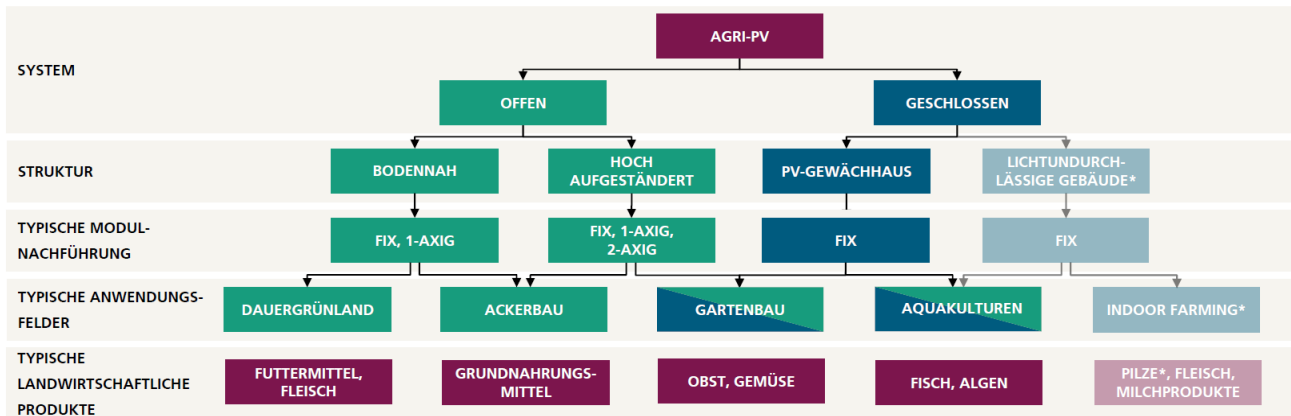 AGRI-PV
SYSTEM
OFFEN
GESCHLOSSEN
STRUKTUR
BODENNAH
HOCH
AUFGESTÄNDERT
PV-GEWÄCHHAUS
LICHTUNDURCH-
LÄSSIGE GEBÄUDE*
TYPISCHE MODUL-
NACHFÜHRUNG
FIX, 1-AXIG
FIX, 1-AXIG,
2-AXIG
FIX
FIX
TYPISCHE ANWENDUNGS-
FELDER
DAUERGRÜNLAND
ACKERBAU
GARTENBAU
AQUAKULTUREN
INDOOR FARMING*
TYPISCHE
LANDWIRTSCHAFTLICHE
PRODUKTE
FUTTERMITTEL,
FLEISCH
GRUNDNAHRUNGS-
MITTEL
OBST, GEMÜSE
FISCH, ALGEN
PILZE*, FLEISCH,
MILCHPRODUKTE